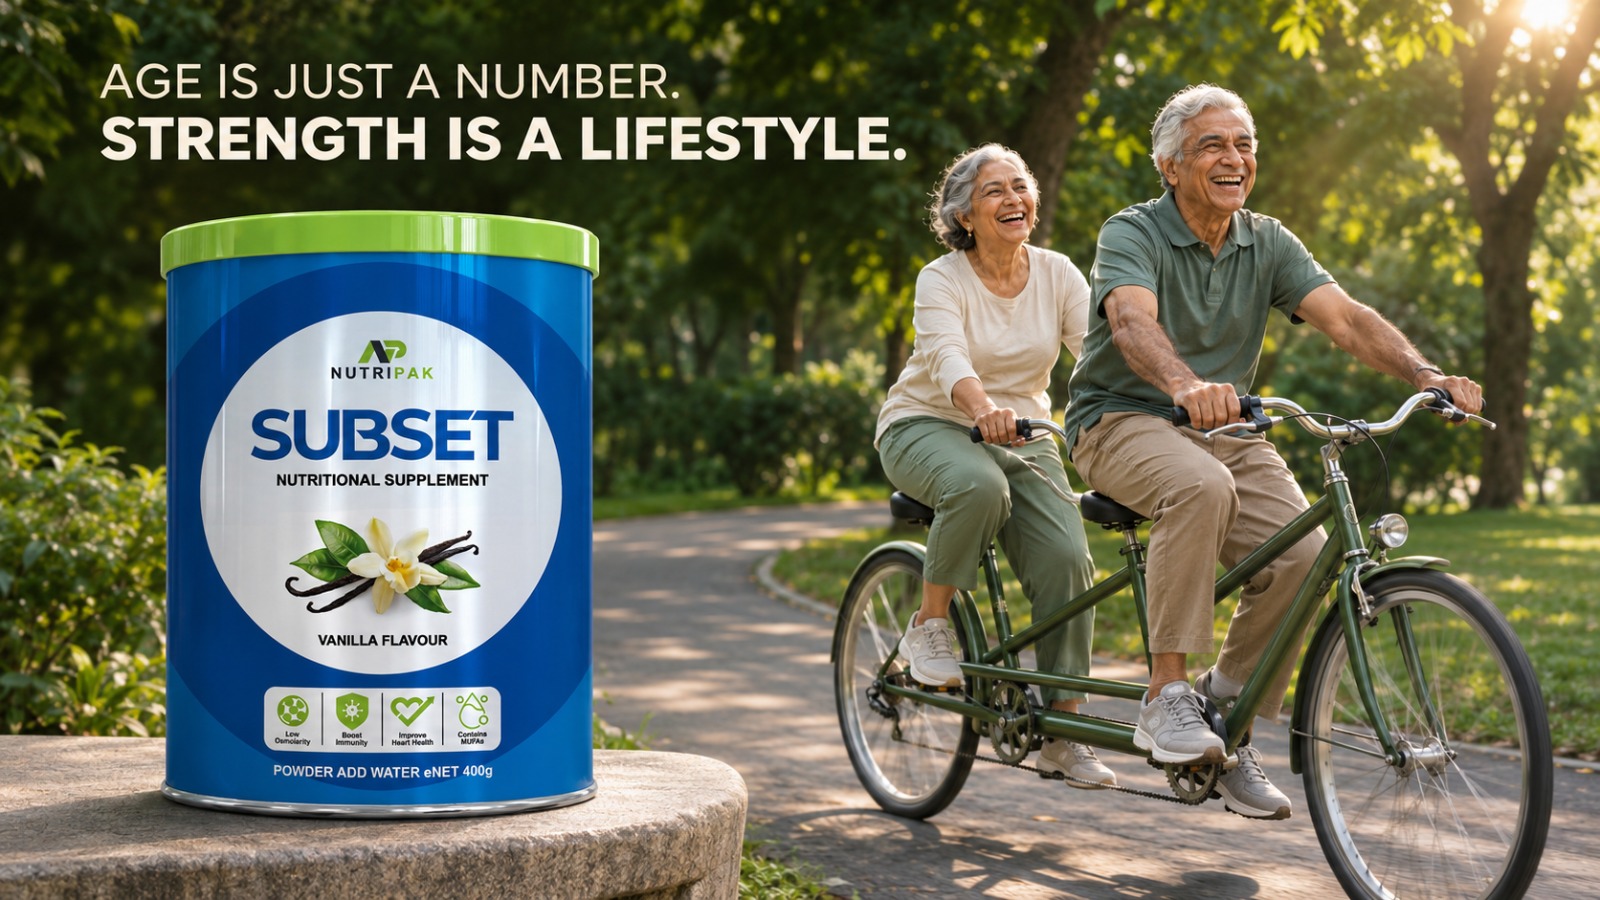 AGE IS JUST A NUMBER.
STRENGTH IS A LIFESTYLE.
NUTRIPAK
SUBSET
NUTRITIONAL SUPPLEMENT
VANILLA FLAVOUR
Low
Osmolarity
Boost
Immunity
Improve
Heart Health
Contains
MUFAs
POWDER ADD WATER eNET 400g